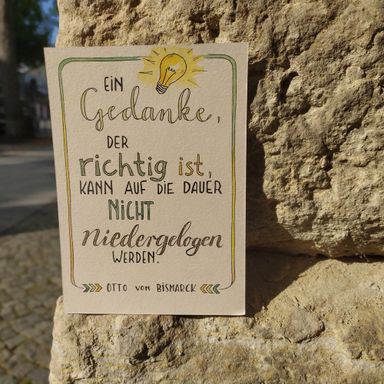 EIN
Gedanke,
DER
richtig ist,
KANN AUF DIE DAUER
NICHT
niedergelogen
WERDEN.
OTTO VON BISMARCK